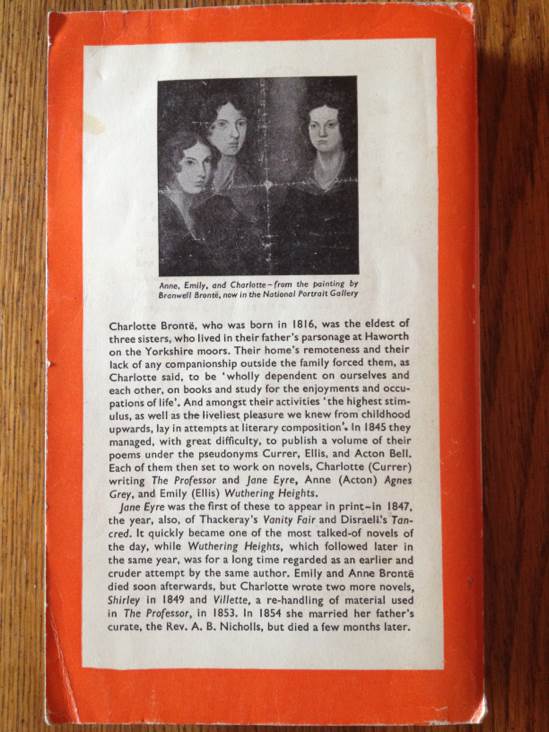 Anne, Emily, and Charlotte–from the painting by
Branwell Brontë, now in the National Portrait Gallery
Charlotte Brontë, who was born in 1816, was the eldest of
three sisters, who lived in their father's parsonage at Haworth
on the Yorkshire moors. Their home's remoteness and their
lack of any companionship outside the family forced them, as
Charlotte said, to be 'wholly dependent on ourselves and
each other, on books and study for the enjoyments and occu-
pations of life'. And amongst their activities 'the highest stim-
ulus, as well as the liveliest pleasure we knew from childhood
upwards, lay in attempts at literary composition'. In 1845 they
managed, with great difficulty, to publish a volume of their
poems under the pseudonyms Currer, Ellis, and Acton Bell.
Each of them then set to work on novels, Charlotte (Currer)
writing The Professor and Jane Eyre, Anne (Acton) Agnes
Grey, and Emily (Ellis) Wuthering Heights.
Jane Eyre was the first of these to appear in print–in 1847,
the year, also, of Thackeray's Vanity Fair and Disraeli's Tan-
cred. It quickly became one of the most talked-of novels of
the day, while Wuthering Heights, which followed later in
the same year, was for a long time regarded as an earlier and
cruder attempt by the same author. Emily and Anne Brontë
died soon afterwards, but Charlotte wrote two more novels,
Shirley in 1849 and Villette, a re-handling of material used
in The Professor, in 1853. In 1854 she married her father's
curate, the Rev. A. B. Nicholls, but died a few months later.